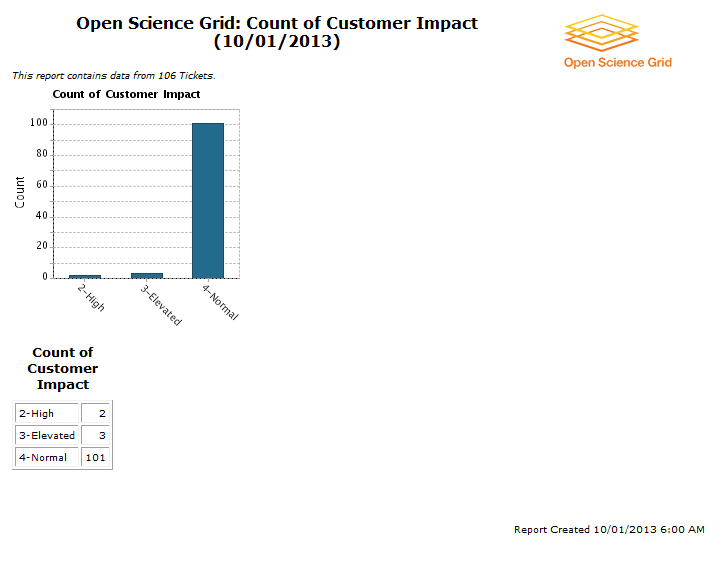 Open Science Grid: Count of Customer Impact
(10/01/2013)
Open Science Grid
This report contains data from 106 Tickets.
Count of Customer Impact
100
80
60
40
20
0
Count
2-High
3-Elevated
4-Normal
Count of
Customer
Impact
2-High 2
3-Elevated 3
4-Normal 101
Report Created 10/01/2013 6:00 AM